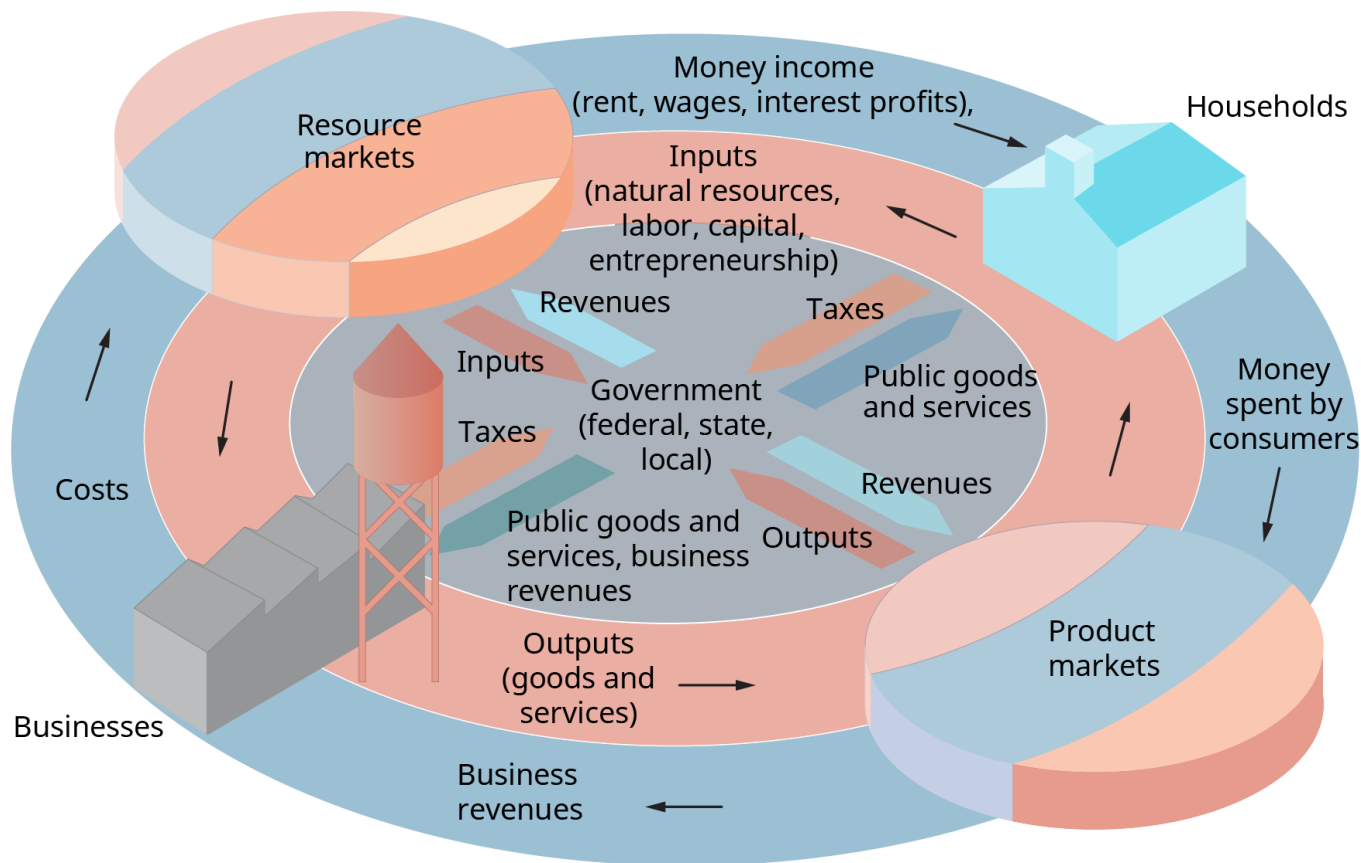 Money income
(rent, wages, interest profits),
Households
Resource
markets
Inputs
(natural resources,
labor, capital,
entrepreneurship)
Revenues
Taxes
Inputs
Government
(federal, state,
local)
Public goods
and services
Money
spent by
consumers
Taxes
Costs
Revenues
Public goods and
services, business
revenues
Outputs
Outputs
(goods and
services)
Product
markets
Businesses
Business
revenues